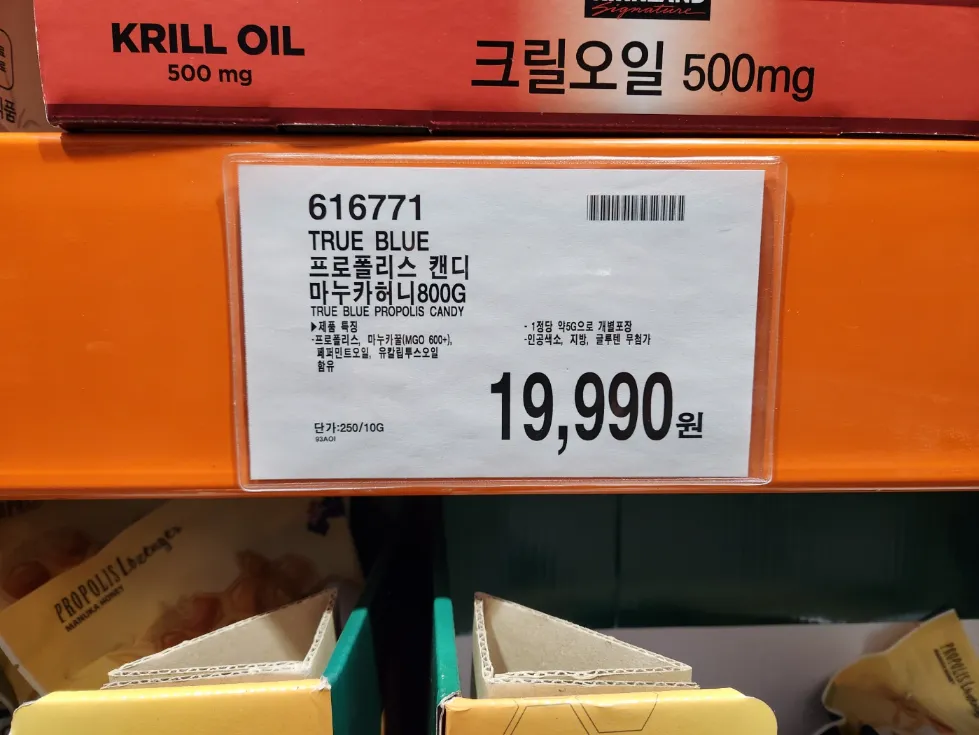 KIRKLAND
Signature
KRILL OIL
500 mg
크릴오일 500mg
616771
TRUE BLUE
프로폴리스 캔디
마누카허니800G
TRUE BLUE PROPOLIS CANDY
▶제품 특징
-프로폴리스, 마누카꿀(MGO 600+),
페퍼민트오일, 유칼립투스오일
함유
- 1정당 약5G으로 개별포장
-인공색소, 지방, 글루텐 무첨가
19,990원
단가:250/10G
93AOI
PROPOLIS Lozenges
MANUKA HONEY
PROPOLIS